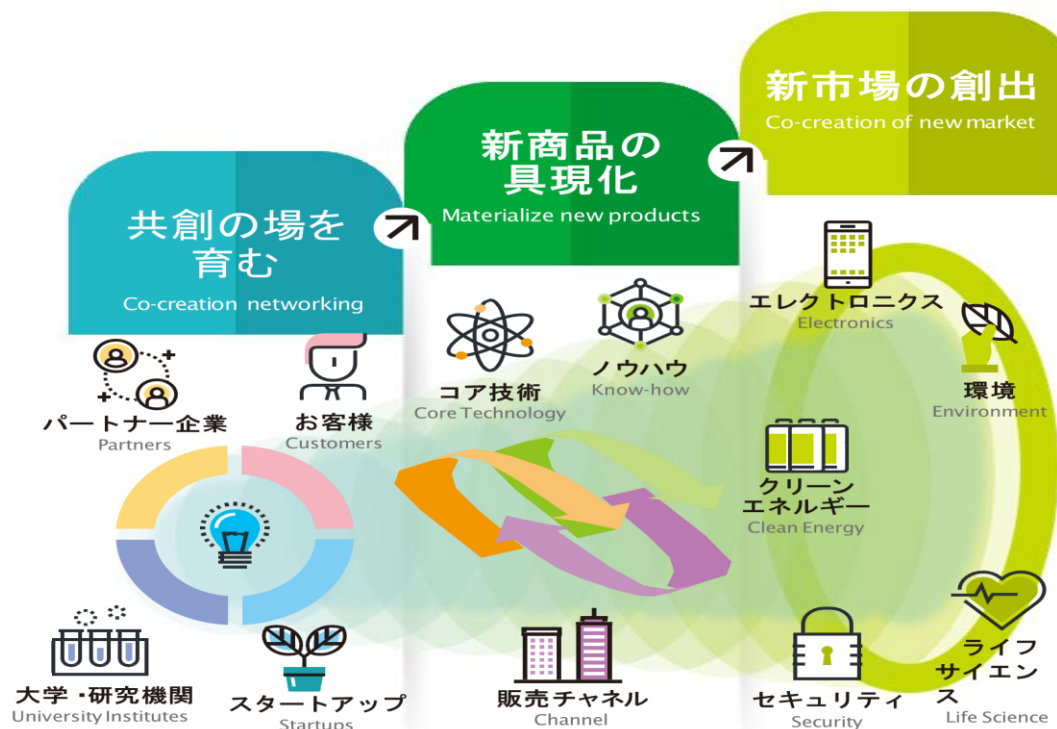 共創の場を
育む
Co-creation networking
パートナー企業
Partners
お客様
Customers
大学・研究機関
University Institutes
スタートアップ
Startups
新商品の
具現化
Materialize new products
コア技術
Core Technology
ノウハウ
Know-how
販売チャネル
Channel
新市場の創出
Co-creation of new market
エレクトロニクス
Electronics
環境
Environment
クリーン
エネルギー
Clean Energy
セキュリティ
Security
ライフ
サイエン
ス
Life Science